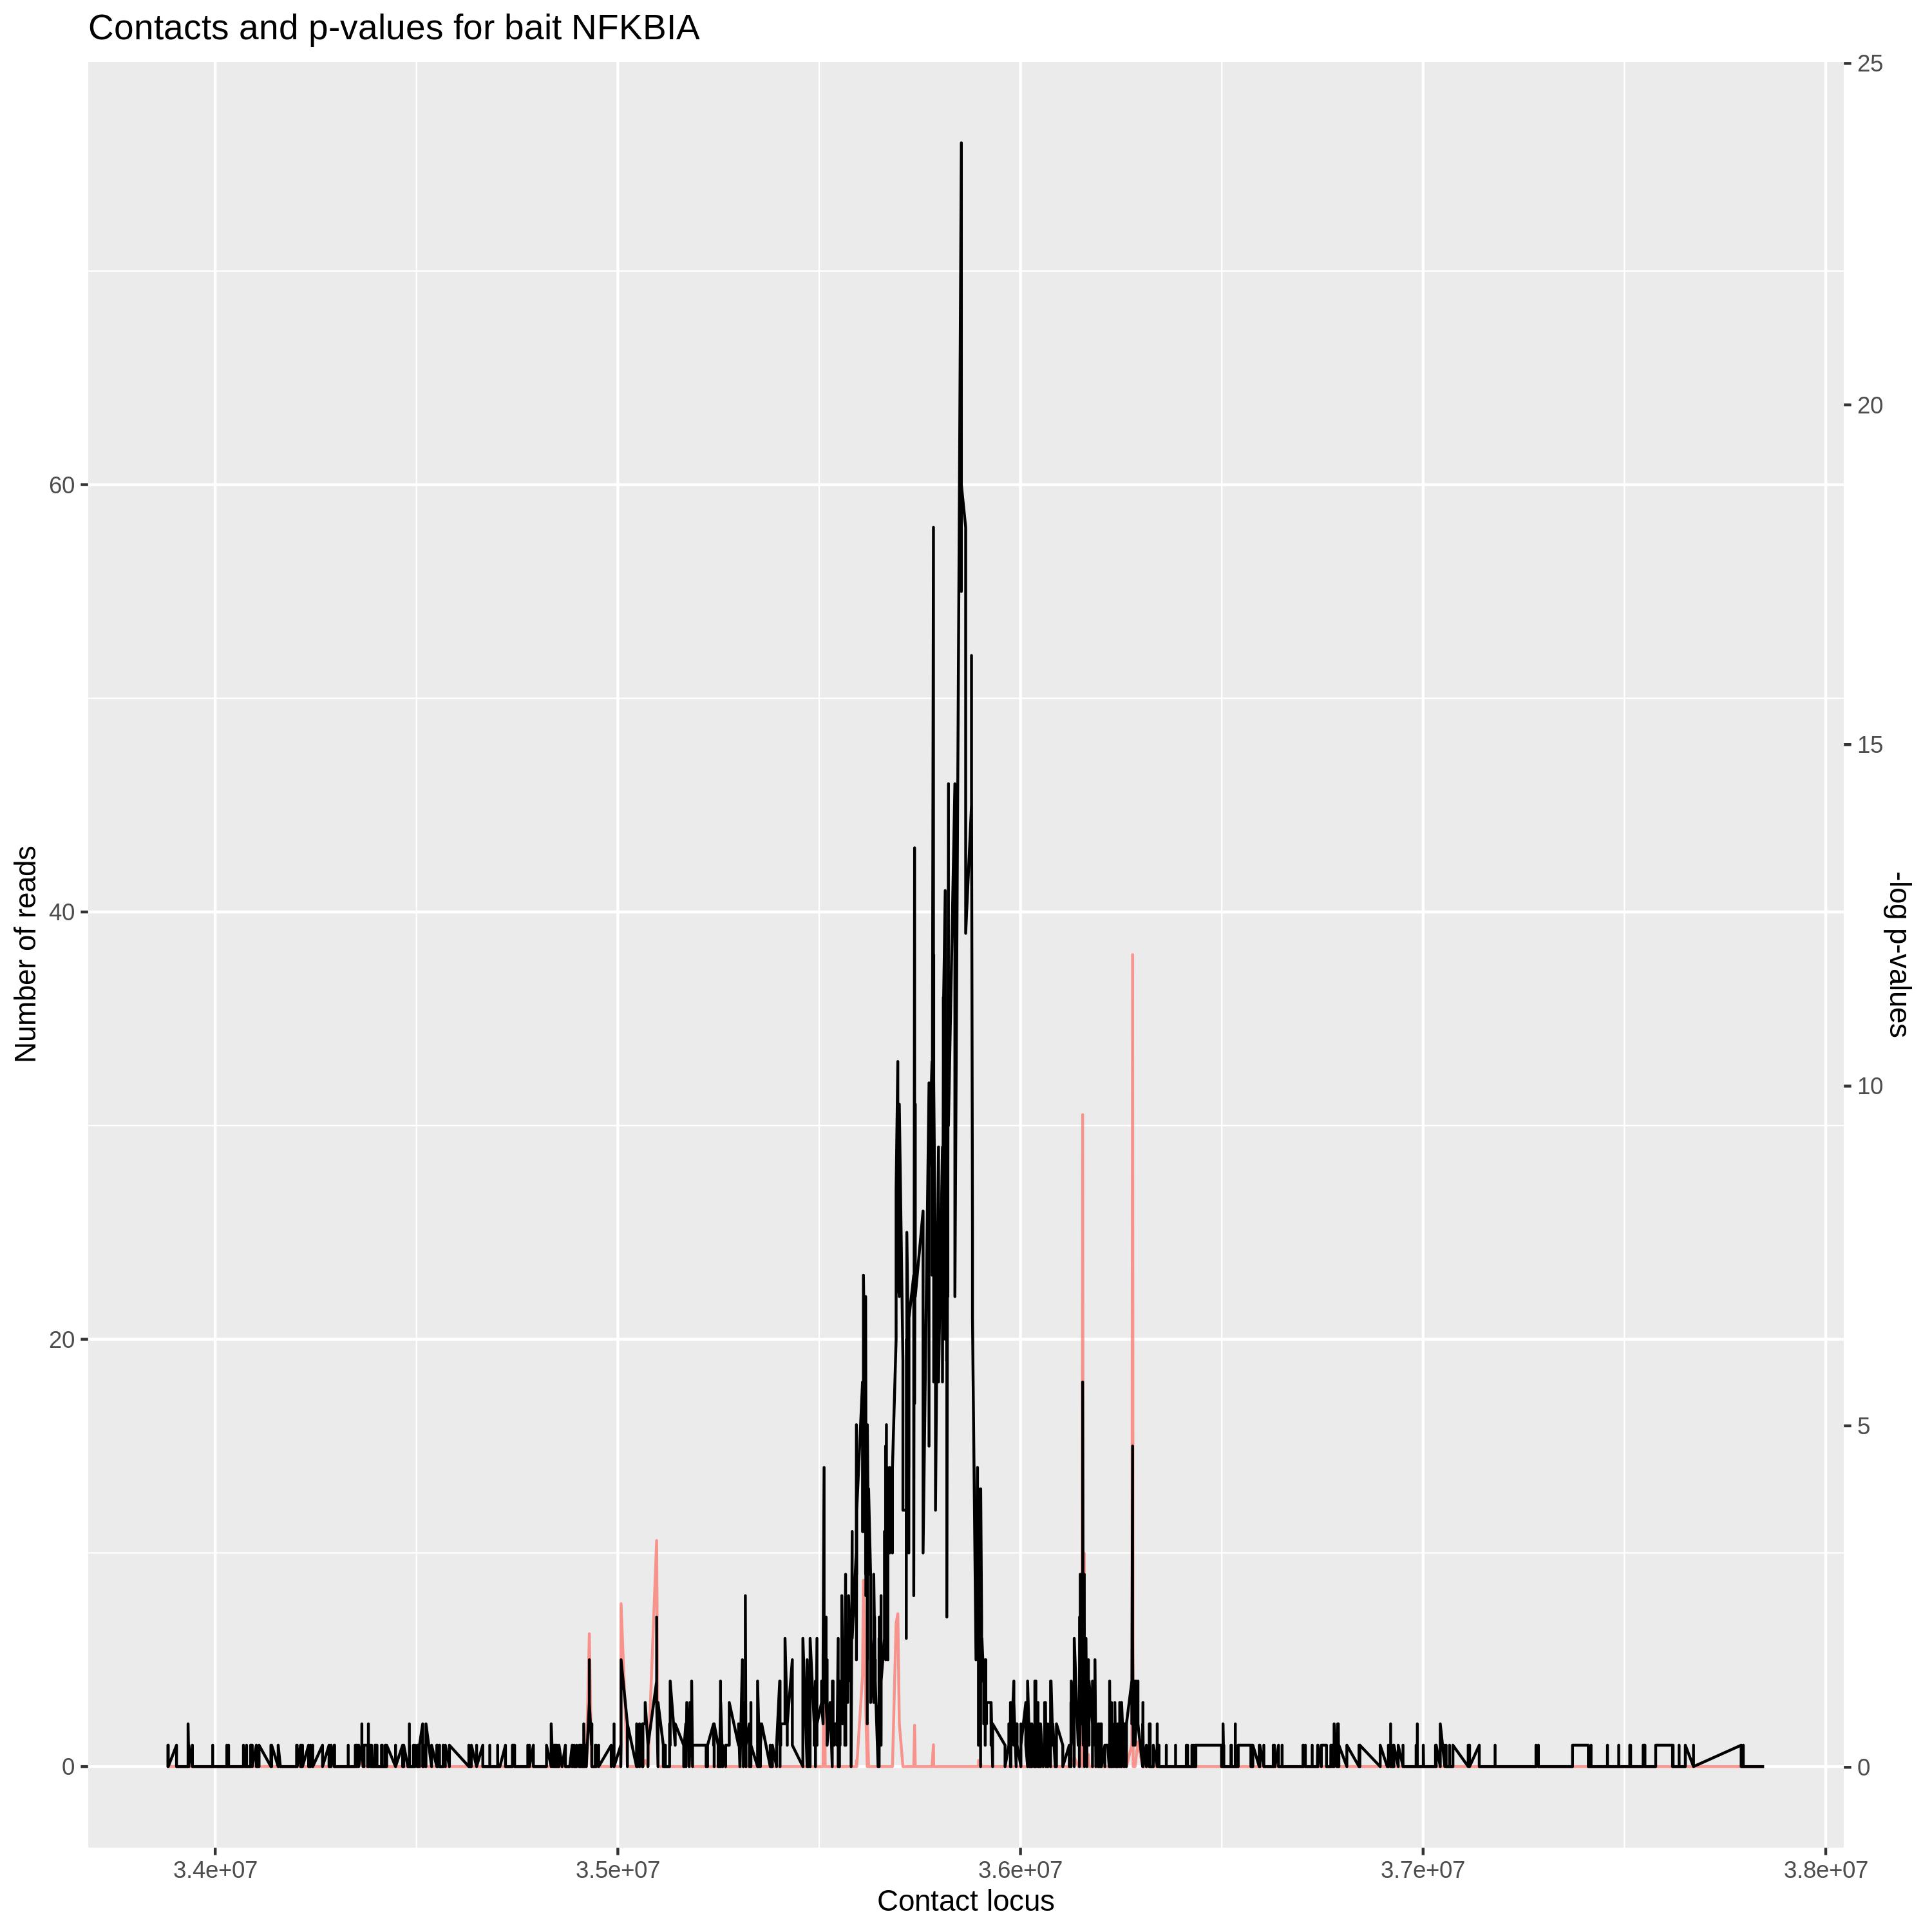 Contacts and p-values for bait NFKBIA
25
20
60
15
40
10
20
5
0
0
Number of reads
-log p-values
3.4e+07 3.5e+07 3.6e+07 3.7e+07 3.8e+07
Contact locus